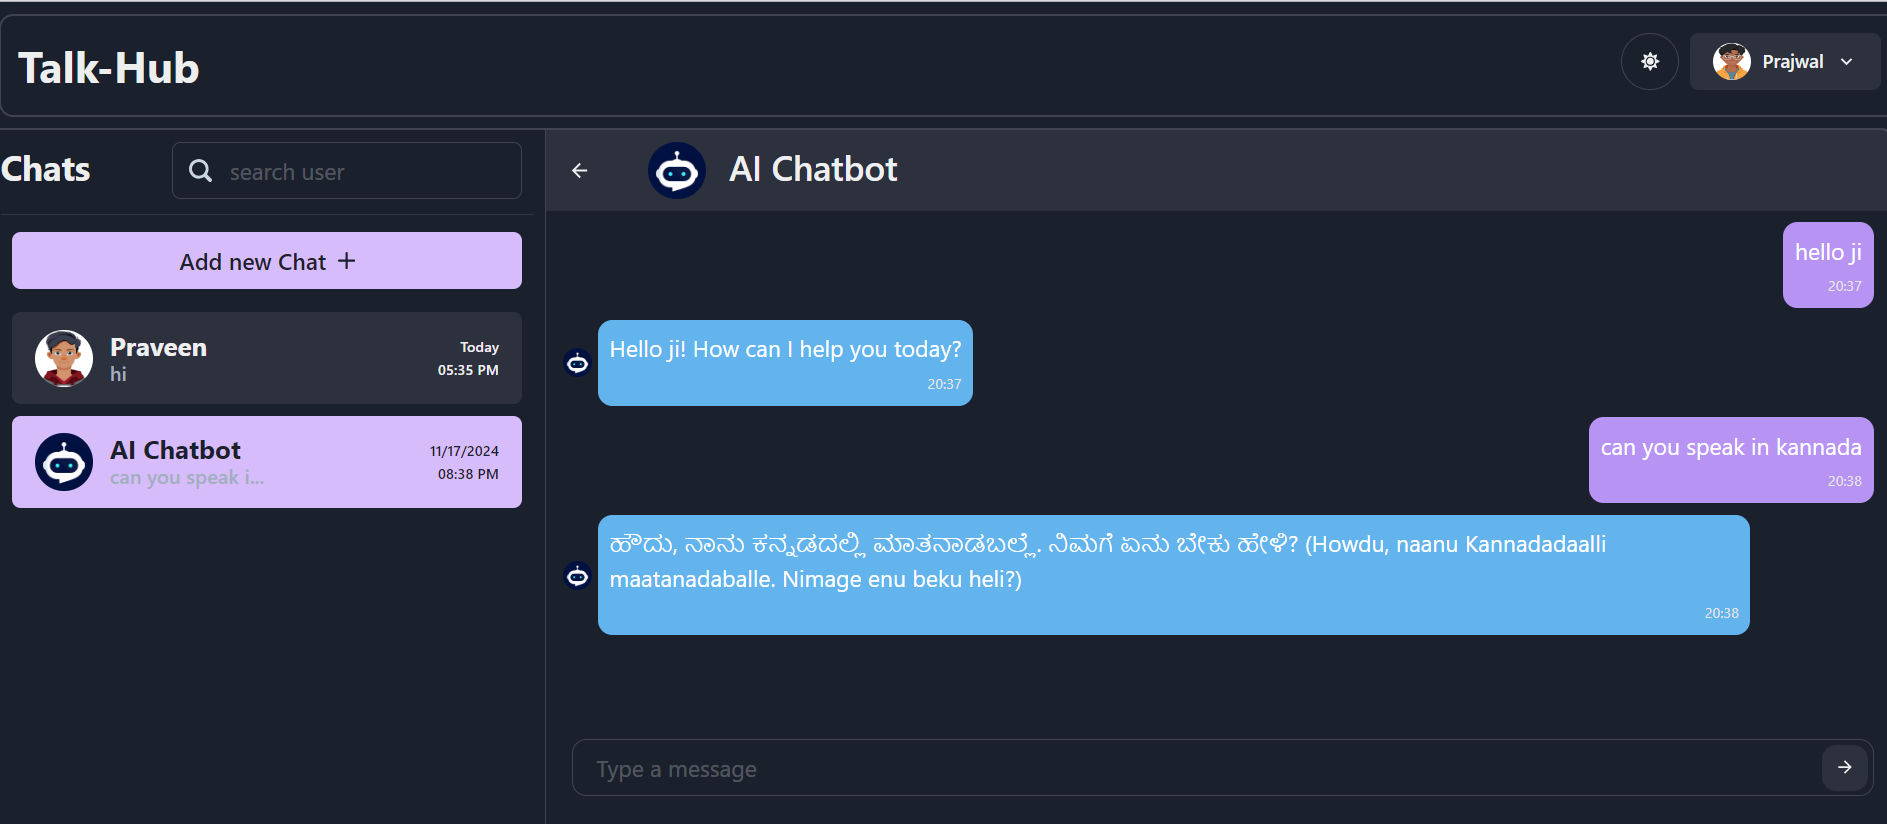 Talk-Hub
Prajwal
Chats
search user
Add new Chat +
Praveen
Today
hi
05:35 PM
AI Chatbot
11/17/2024
can you speak i...
08:38 PM
AI Chatbot
hello ji
20:37
Hello ji! How can I help you today?
20:37
can you speak in kannada
20:38
ಹೌದು, ನಾನು ಕನ್ನಡದಲ್ಲಿ ಮಾತನಾಡಬಲ್ಲೆ. ನಿಮಗೆ ಏನು ಬೇಕು ಹೇಳಿ? (Howdu, naanu Kannadadaalli
maatanadaballe. Nimage enu beku heli?)
20:38
Type a message